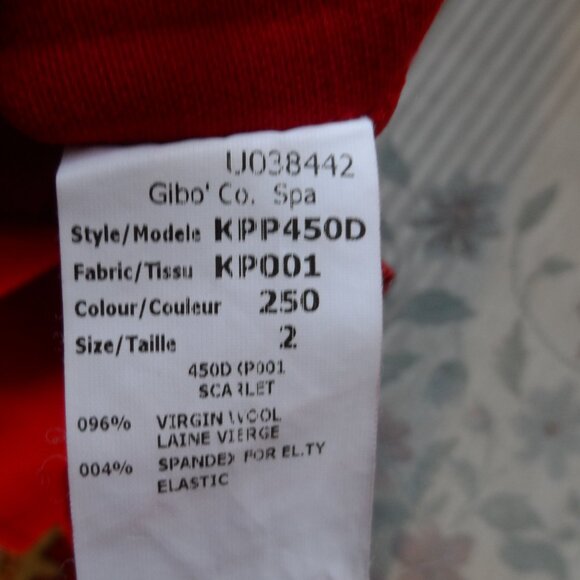 U038442
Gibo' Co. Spa
Style/Modele KPP450D
Fabric/Tissu KP001
Colour/Couleur 250
Size/Taille 2
450D KP001
SCARLET
096% VIRGIN WOOL
LAINE VIERGE
004% SPANDEX FOR EL.TY
ELASTIC